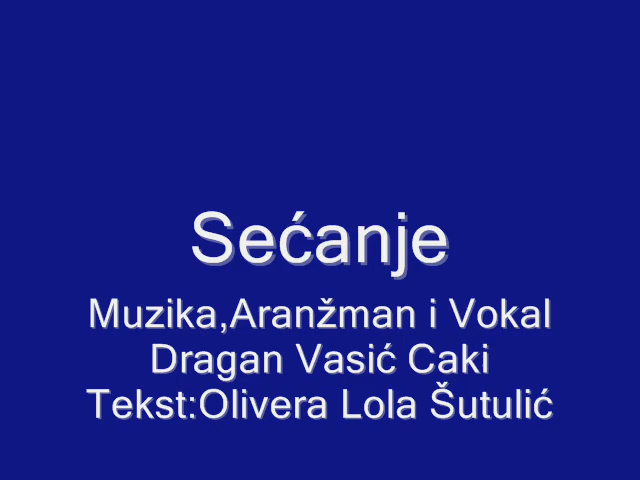 Sećanje
Muzika,Aranžman i Vokal
Dragan Vasić Caki
Tekst:Olivera Lola Šutulić